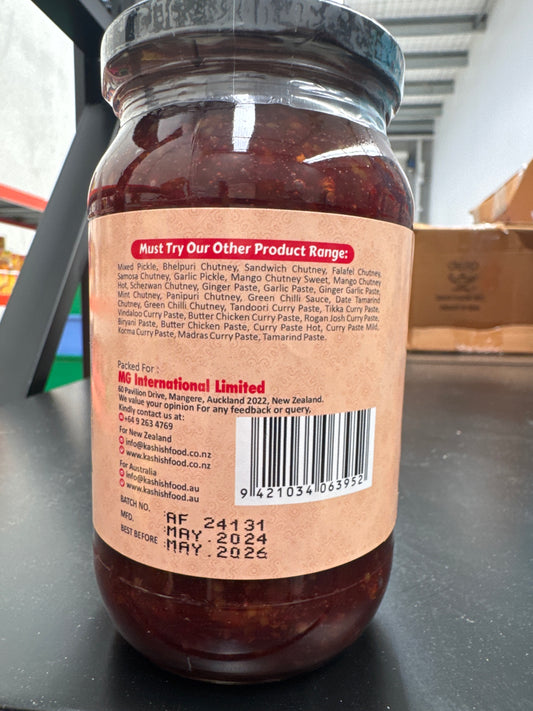 Must Try Our Other Product Range:
Mixed Pickle, Bhelpuri Chutney, Sandwich Chutney, Falafel Chutney,
Samosa Chutney, Garlic Pickle, Mango Chutney Sweet, Mango Chutney
Hot, Schezwan Chutney, Ginger Paste, Garlic Paste, Ginger Garlic Paste,
Mint Chutney, Panipuri Chutney, Green Chilli Sauce, Date Tamarind
Chutney, Green Chilli Chutney, Tandoori Curry Paste, Tikka Curry Paste,
Vindaloo Curry Paste, Butter Chicken Curry Paste, Rogan Josh Curry Paste,
Biryani Paste, Butter Chicken Paste, Curry Paste Hot, Curry Paste Mild,
Korma Curry Paste, Madras Curry Paste, Tamarind Paste.
Packed For :
MG International Limited
60 Pavilion Drive, Mangere, Auckland 2022, New Zealand.
We value your opinion For any feedback or query,
Kindly contact us at:
+64 9 263 4769
For New Zealand
info@kashishfood.co.nz
www.kashishfood.co.nz
For Australia
info@kashishfood.au
www.kashishfood.au
9 421034 063952
BATCH NO. :AF 24131
MFD. :MAY.2024
BEST BEFORE :MAY.2026